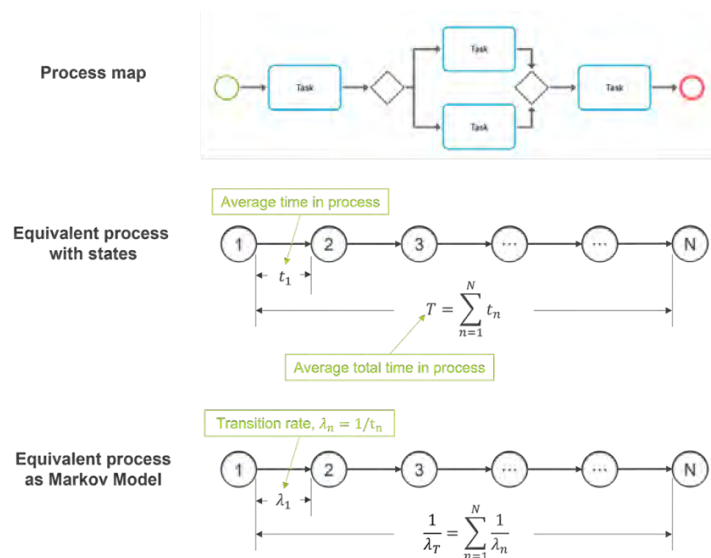 Process map
Task
Task
Task
Task
Average time in process
Equivalent process
with states
1 2 3 ... ... N
t₁
T = ∑ₙ₌₁ᴺ tₙ
Average total time in process
Transition rate, λₙ = 1/tₙ
Equivalent process
as Markov Model
1 2 3 ... ... N
λ₁
1/λ_T = ∑ₙ₌₁ᴺ 1/λₙ